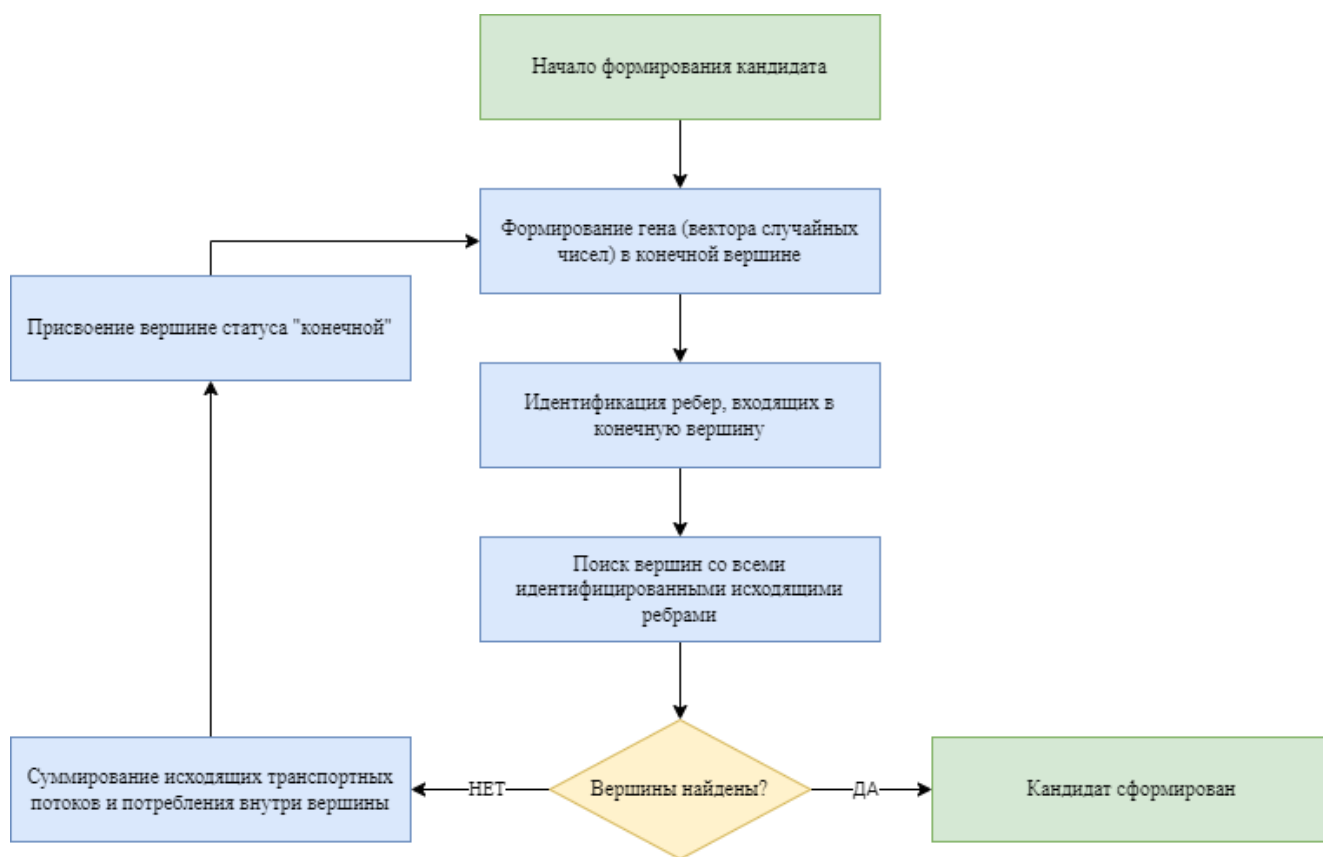 Начало формирования кандидата
Формирование гена (вектора случайных
чисел) в конечной вершине
Присвоение вершине статуса "конечной"
Идентификация ребер, входящих в
конечную вершину
Поиск вершин со всеми
идентифицированными исходящими
ребрами
Суммирование исходящих транспортных
потоков и потребления внутри вершины
НЕТ
Вершины найдены?
ДА
Кандидат сформирован